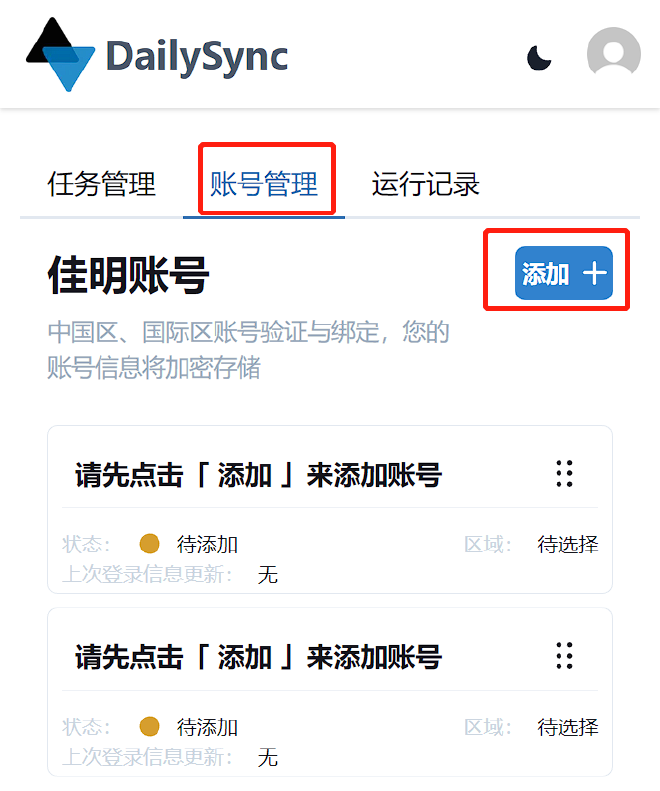 DailySync
任务管理 账号管理 运行记录
佳明账号 添加
中国区、国际区账号验证与绑定，您的
账号信息将加密存储
请先点击「 添加 」来添加账号
状态： 待添加 区域： 待选择
上次登录信息更新： 无
请先点击「 添加 」来添加账号
状态： 待添加 区域： 待选择
上次登录信息更新： 无